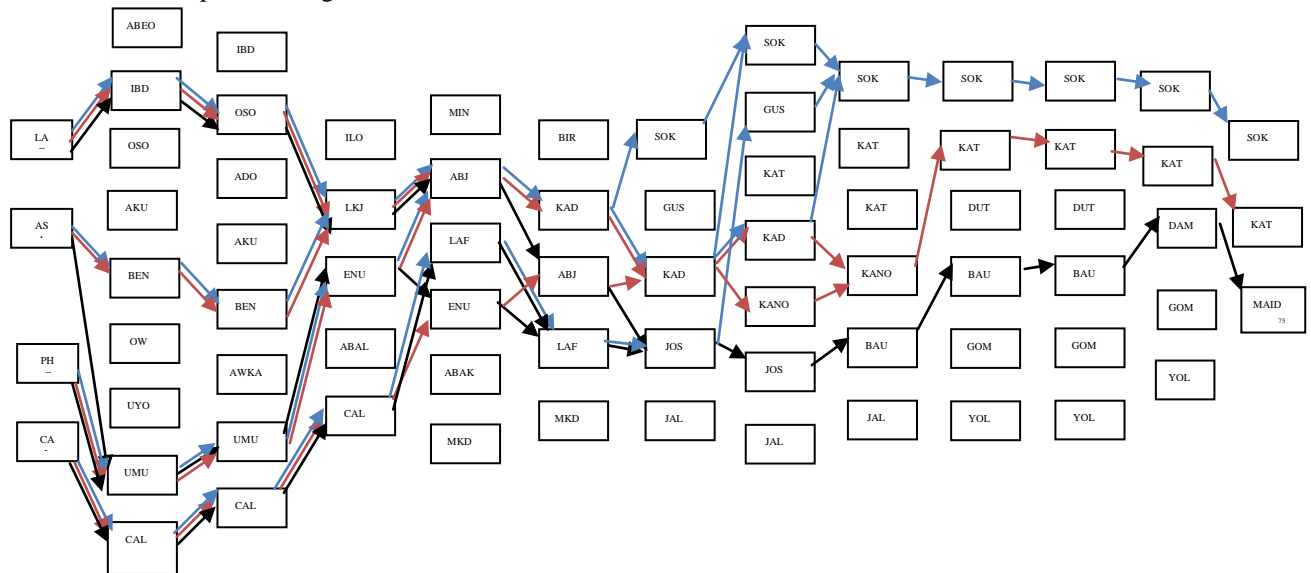 LA
AS
PH
CA
ABEO
IBD
OSO
AKU
BEN
OW
UYO
UMU
CAL
IBD
OSO
ADO
AKU
BEN
AWKA
UMU
CAL
ILO
LKJ
ENU
ABAL
CAL
MIN
ABJ
LAF
ENU
ABAK
MKD
BIR
KAD
ABJ
LAF
MKD
SOK
GUS
KAD
JOS
JAL
SOK
GUS
KAT
KAD
KANO
JOS
JAL
SOK
KAT
KAT
KANO
BAU
JAL
SOK
KAT
DUT
BAU
GOM
YOL
SOK
KAT
DUT
BAU
GOM
YOL
SOK
KAT
DAM
GOM
YOL
SOK
KAT
MAID
75